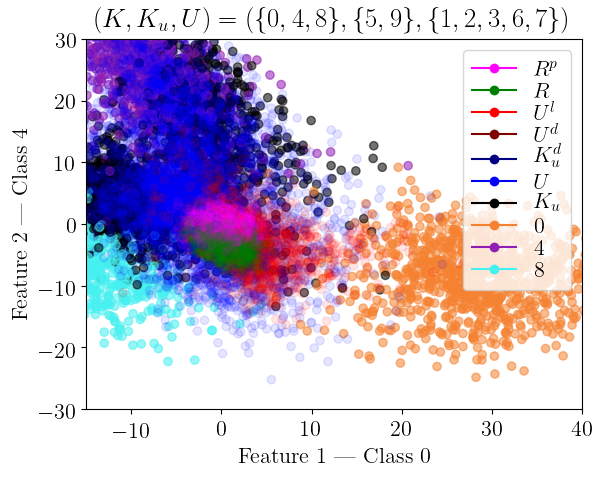 (K, K_u, U) = ({0, 4, 8}, {5, 9}, {1, 2, 3, 6, 7})
30
20
10
0
−10
−20
−30
Feature 2 — Class 4
R^p
R
U^l
U^d
K_u^d
U
K_u
0
4
8
−10
0
10
20
30
40
Feature 1 — Class 0